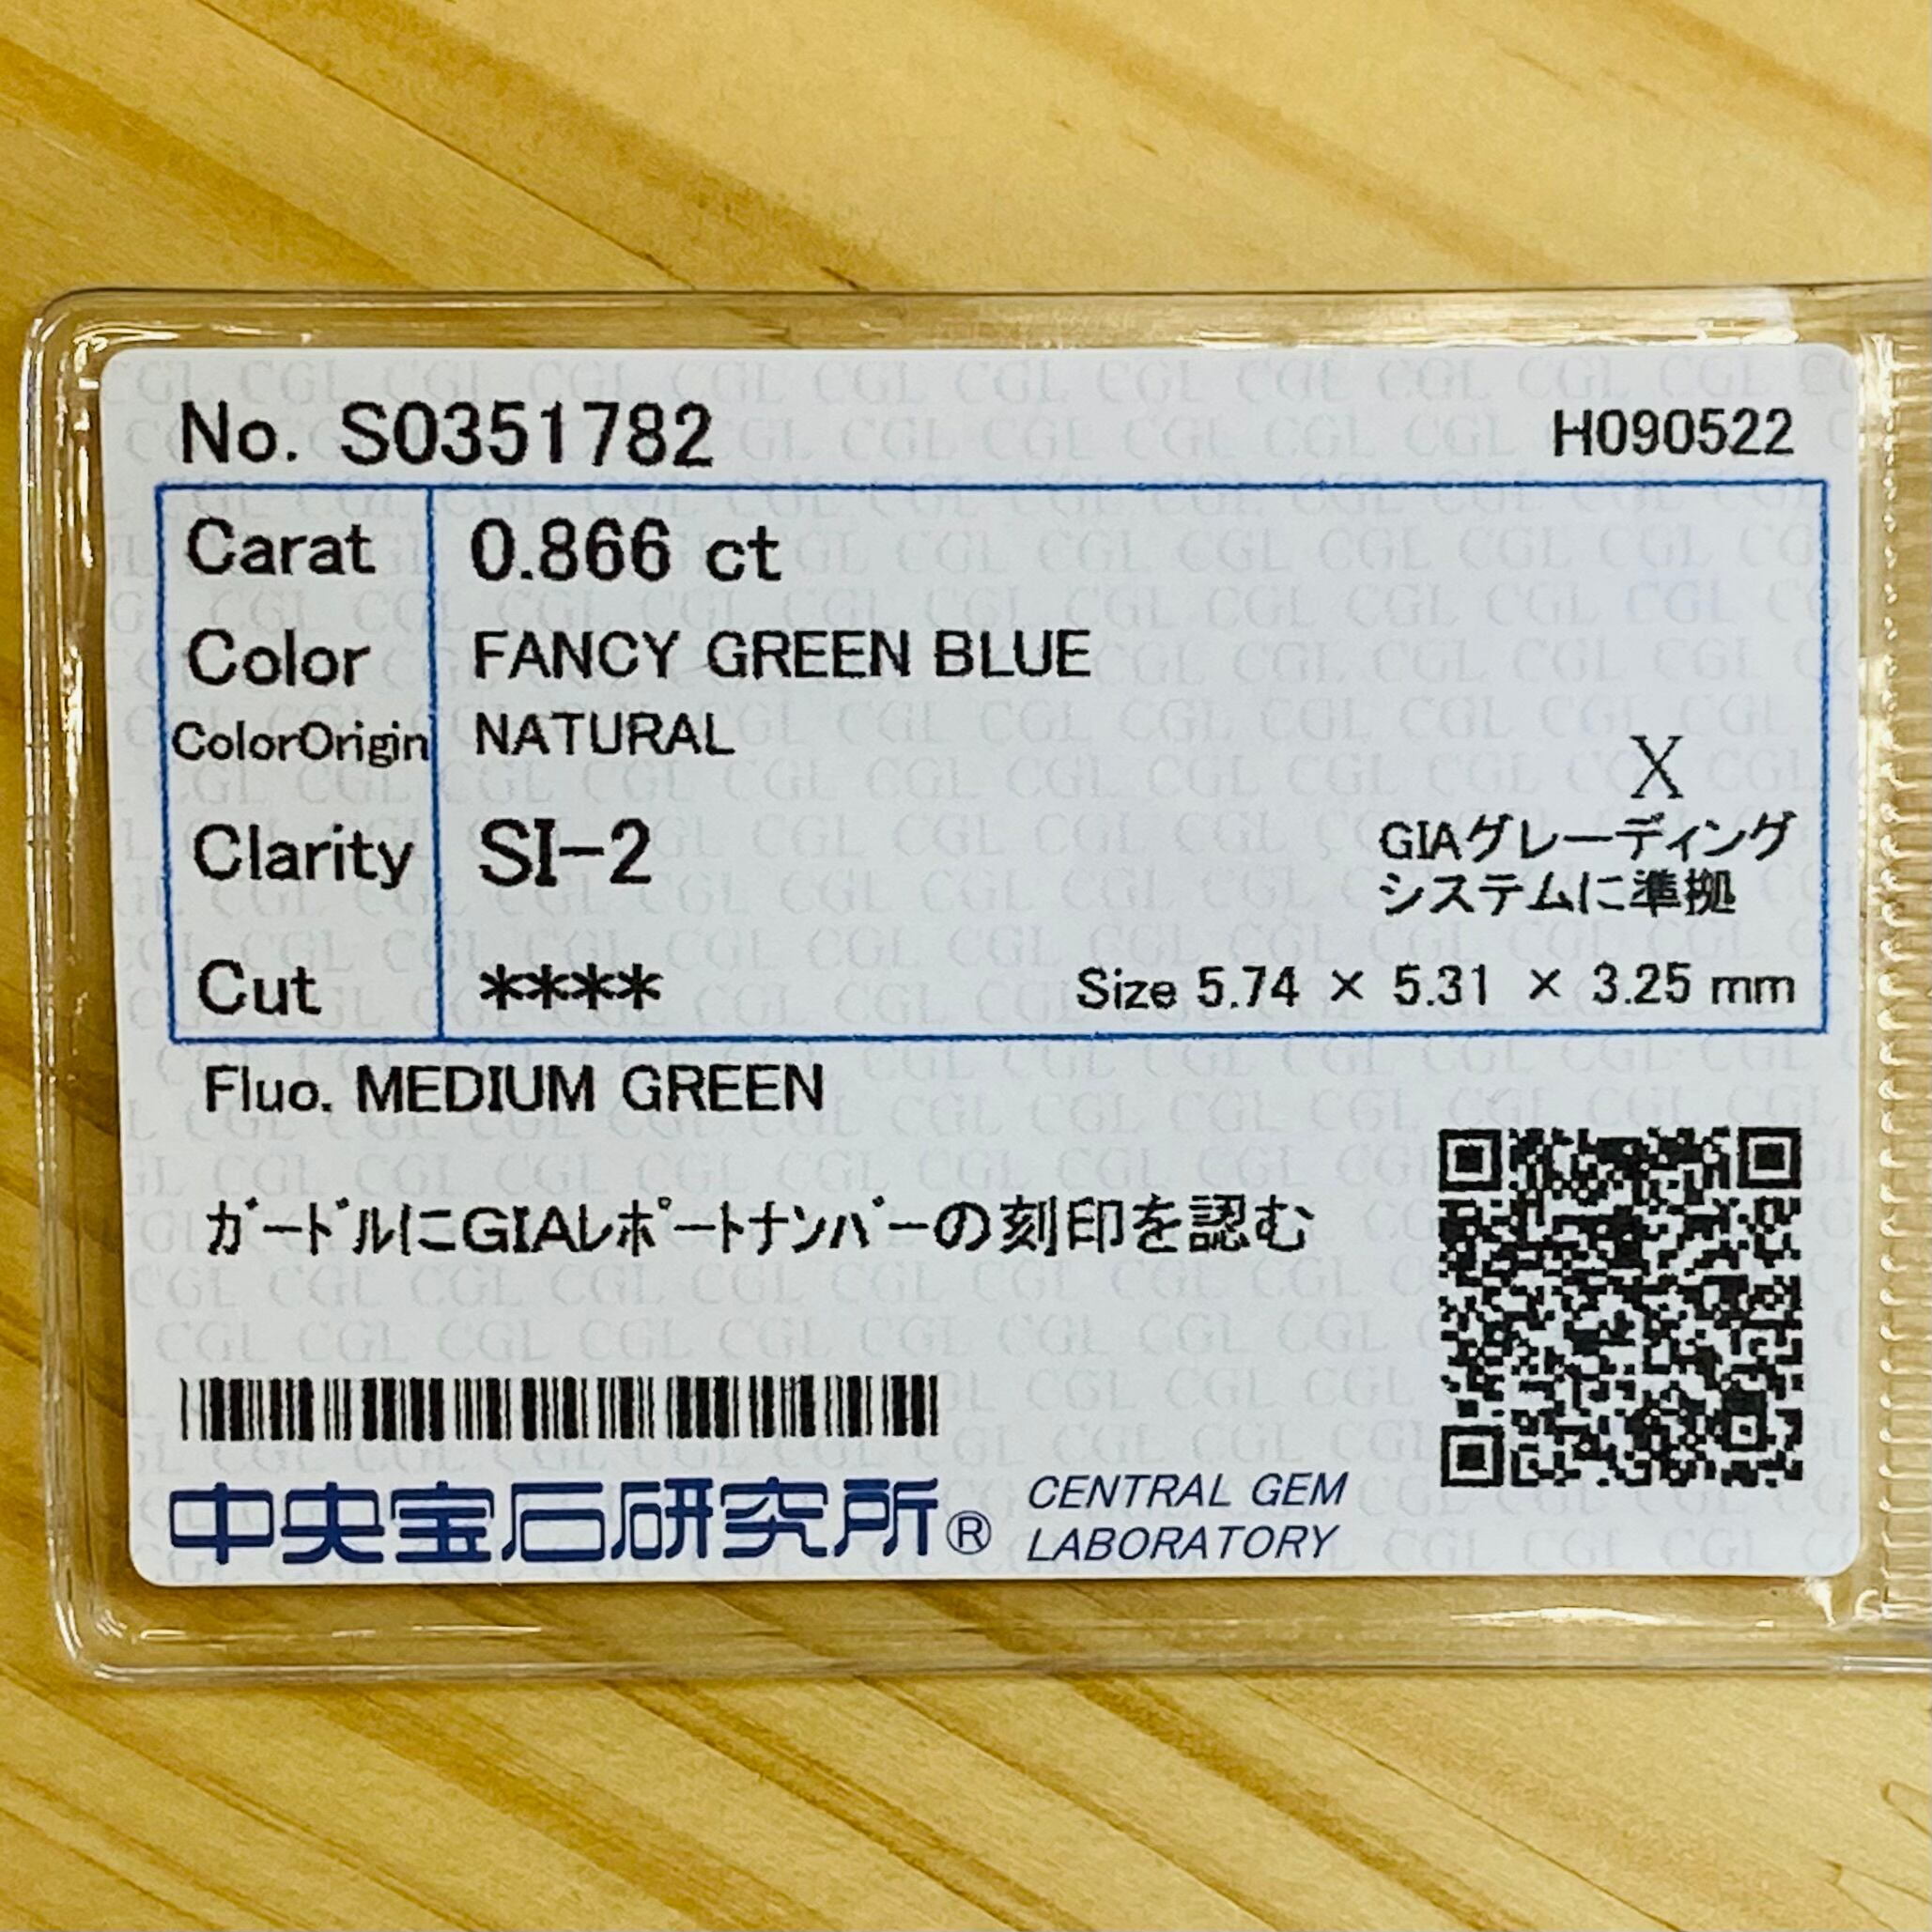 No. S0351782 H090522
Carat 0.866 ct
Color FANCY GREEN BLUE
ColorOrigin NATURAL
X
Clarity SI-2
GIAグレーディング
システムに準拠
Cut **** Size 5.74 × 5.31 × 3.25 mm
Fluo. MEDIUM GREEN
ガードルにGIAレポートナンバーの刻印を認む
中央宝石研究所® CENTRAL GEM
LABORATORY